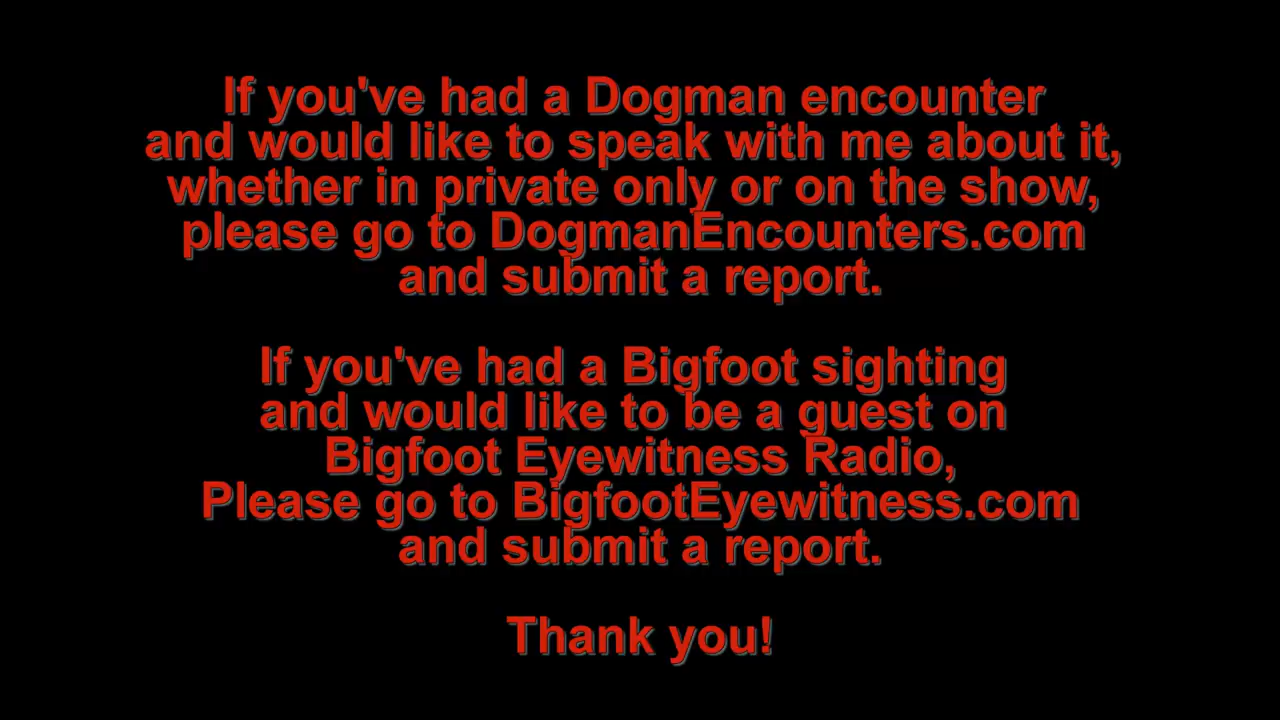 If you've had a Dogman encounter
and would like to speak with me about it,
whether in private only or on the show,
please go to DogmanEncounters.com
and submit a report.
If you've had a Bigfoot sighting
and would like to be a guest on
Bigfoot Eyewitness Radio,
Please go to BigfootEyewitness.com
and submit a report.
Thank you!